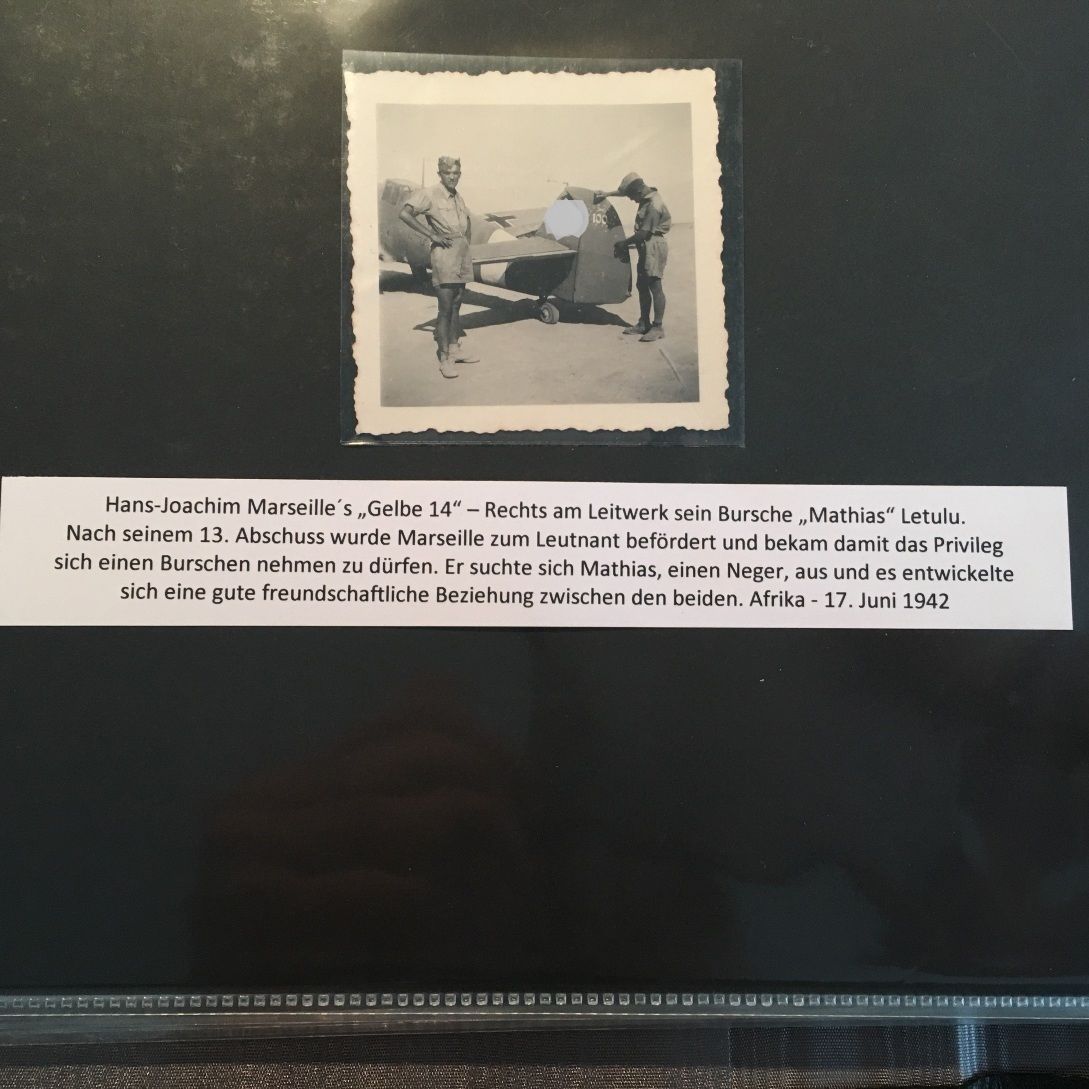 100
Hans-Joachim Marseille´s „Gelbe 14“ – Rechts am Leitwerk sein Bursche „Mathias“ Letulu.
Nach seinem 13. Abschuss wurde Marseille zum Leutnant befördert und bekam damit das Privileg
sich einen Burschen nehmen zu dürfen. Er suchte sich Mathias, einen Neger, aus und es entwickelte
sich eine gute freundschaftliche Beziehung zwischen den beiden. Afrika - 17. Juni 1942